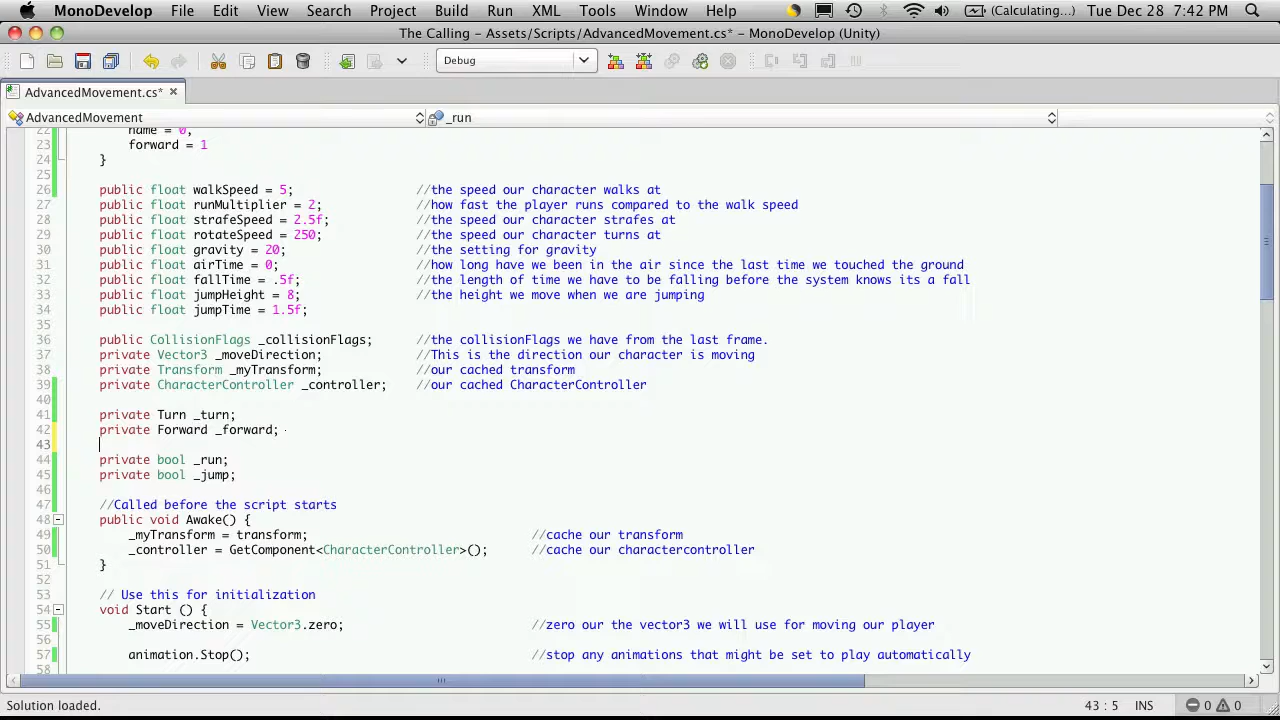 MonoDevelop File Edit View Search Project Build Run XML Tools Window Help (Calculating...) Tue Dec 28 7:42 PM
The Calling - Assets/Scripts/AdvancedMovement.cs* - MonoDevelop (Unity)
Debug
AdvancedMovement.cs*
AdvancedMovement _run
22 name = 0,
23 forward = 1
24 }
25
26 public float walkSpeed = 5; //the speed our character walks at
27 public float runMultiplier = 2; //how fast the player runs compared to the walk speed
28 public float strafeSpeed = 2.5f; //the speed our character strafes at
29 public float rotateSpeed = 250; //the speed our character turns at
30 public float gravity = 20; //the setting for gravity
31 public float airTime = 0; //how long have we been in the air since the last time we touched the ground
32 public float fallTime = .5f; //the length of time we have to be falling before the system knows its a fall
33 public float jumpHeight = 8; //the height we move when we are jumping
34 public float jumpTime = 1.5f;
35
36 public CollisionFlags _collisionFlags; //the collisionFlags we have from the last frame.
37 private Vector3 _moveDirection; //This is the direction our character is moving
38 private Transform _myTransform; //our cached transform
39 private CharacterController _controller; //our cached CharacterController
40
41 private Turn _turn;
42 private Forward _forward;
43
44 private bool _run;
45 private bool _jump;
46
47 //Called before the script starts
48 public void Awake() {
49 _myTransform = transform; //cache our transform
50 _controller = GetComponent<CharacterController>(); //cache our charactercontroller
51 }
52
53 // Use this for initialization
54 void Start () {
55 _moveDirection = Vector3.zero; //zero our the vector3 we will use for moving our player
56
57 animation.Stop(); //stop any animations that might be set to play automatically
58
Solution loaded. 43 : 5 INS 0 0